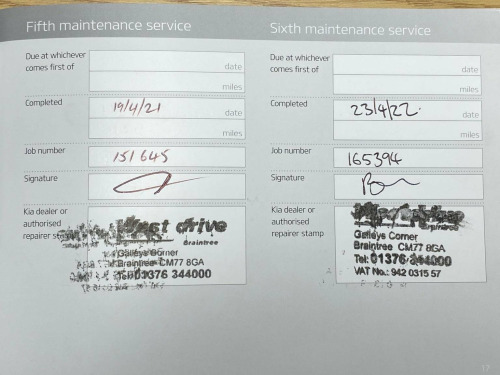 Fifth maintenance service
Due at whichever
comes first of
date
miles
Completed
19/4/21
date
miles
Job number
151645
Signature
Kia dealer or
authorised
repairer
drive
Braintree
Galleys Corner
Braintree CM77 8GA
Tel: 01376 344000
Sixth maintenance service
Due at whichever
comes first of
date
miles
Completed
23/4/22.
date
miles
Job number
165394
Signature
Kia dealer or
authorised
repairer stamp
Galleys Corner
Braintree CM77 8GA
Tel: 01376 344000
VAT No.: 942 0315 57
17